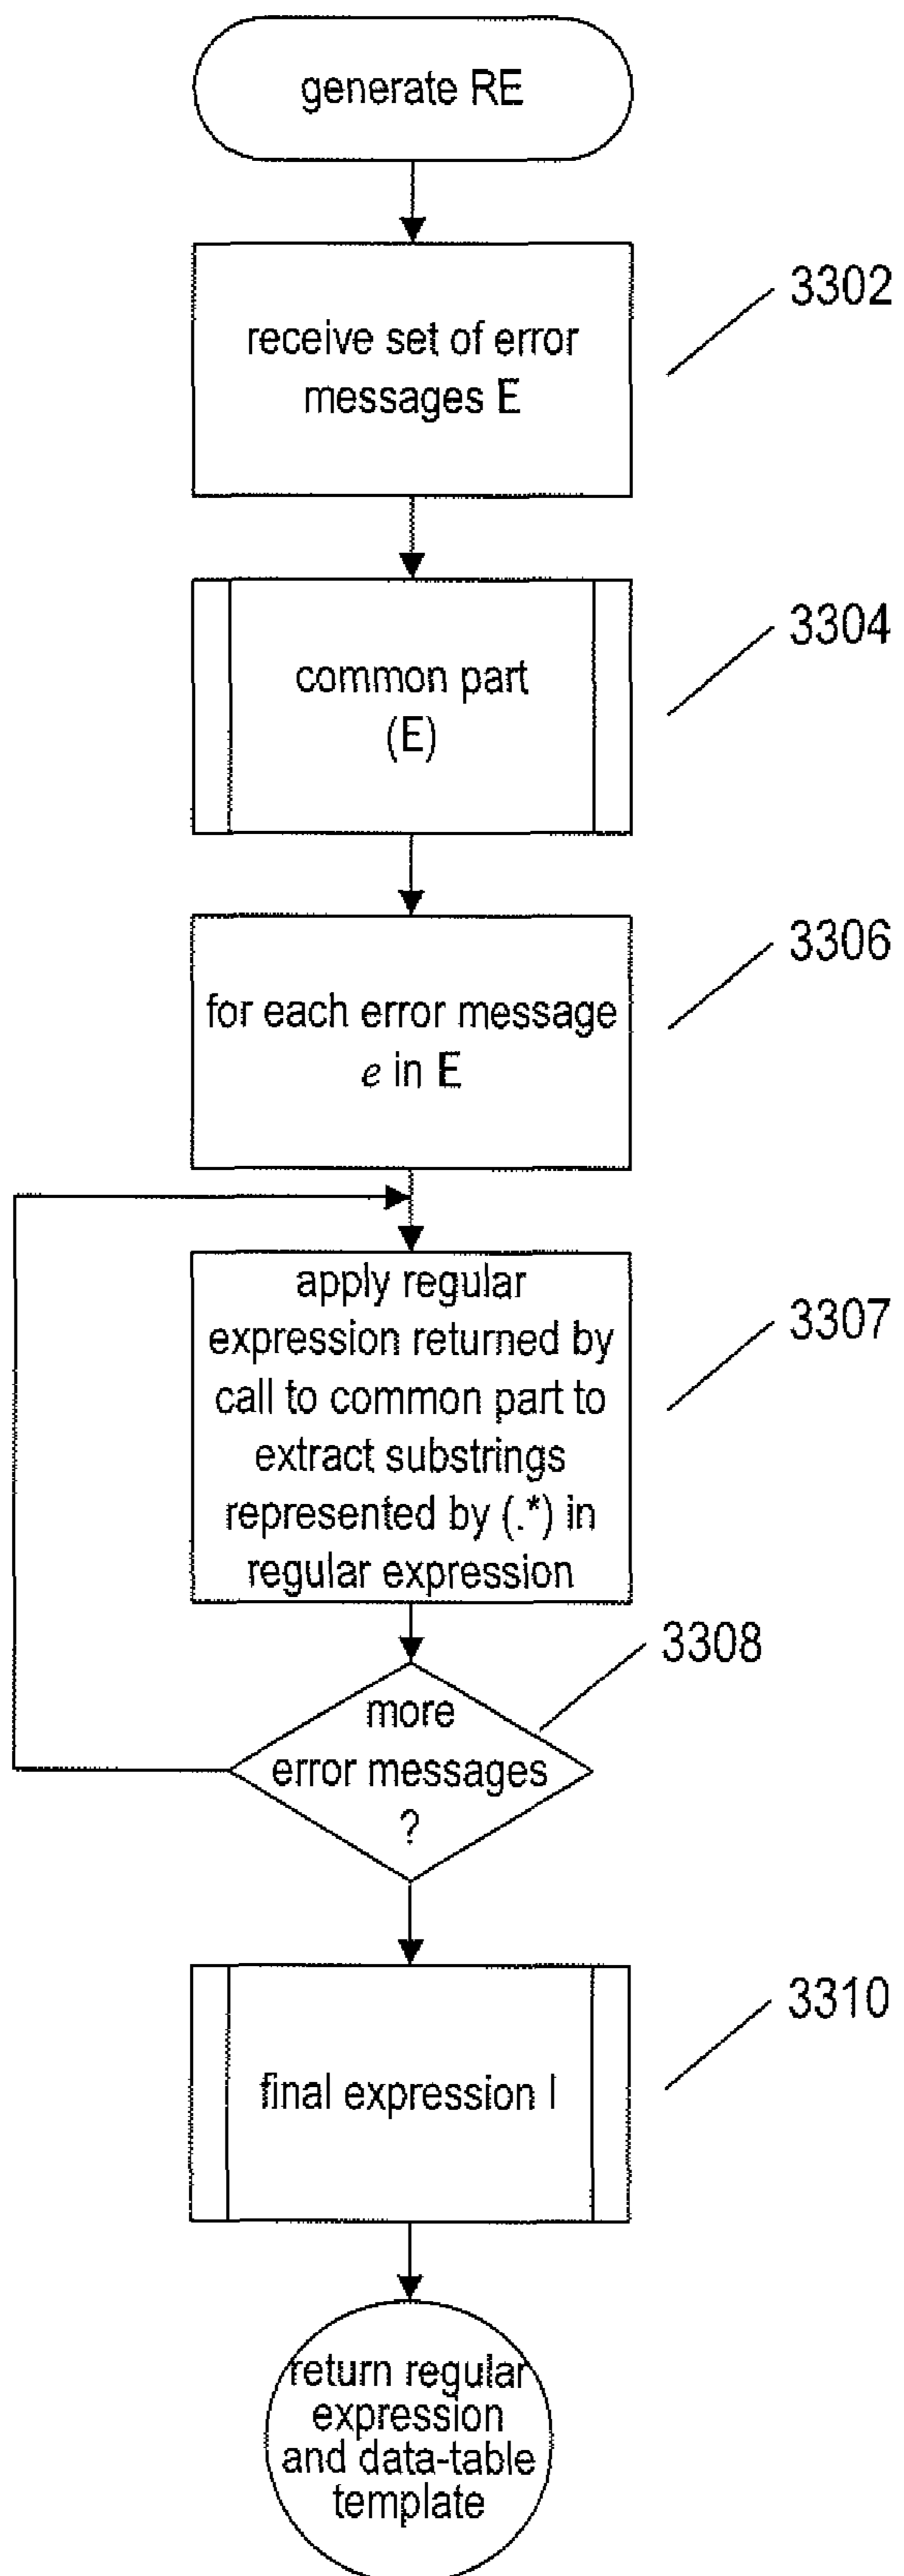 generate RE
3302
receive set of error
messages E
3304
common part
(E)
3306
for each error message
e in E
apply regular
expression returned by
call to common part to
extract substrings
represented by (.*) in
regular expression
3307
3308
more
error messages
?
3310
final expression I
return regular
expression
and data-table
template